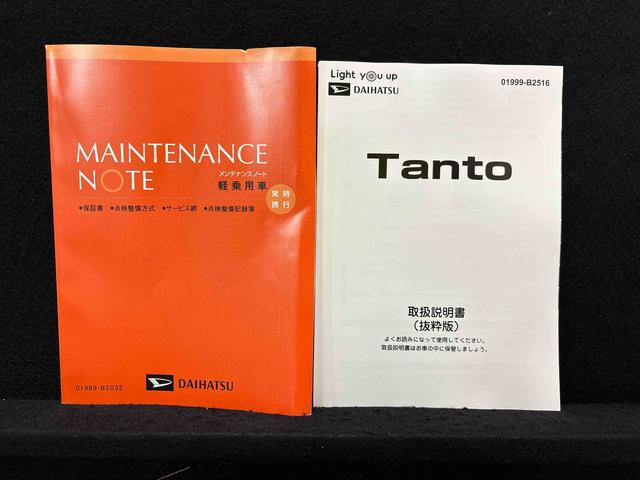 MAINTENANCE
NOTE
メンテナンスノート
軽乗用車
常時
携行
●保証書 ●点検整備方式 ●サービス網 ●点検整備記録簿
01989-B2032
DAIHATSU
Light you up
DAIHATSU
01999-B2516
Tanto
取扱説明書
（抜粋版）
よくお読みになって使用してください。
取扱説明書はお車の中に保管しましょう。